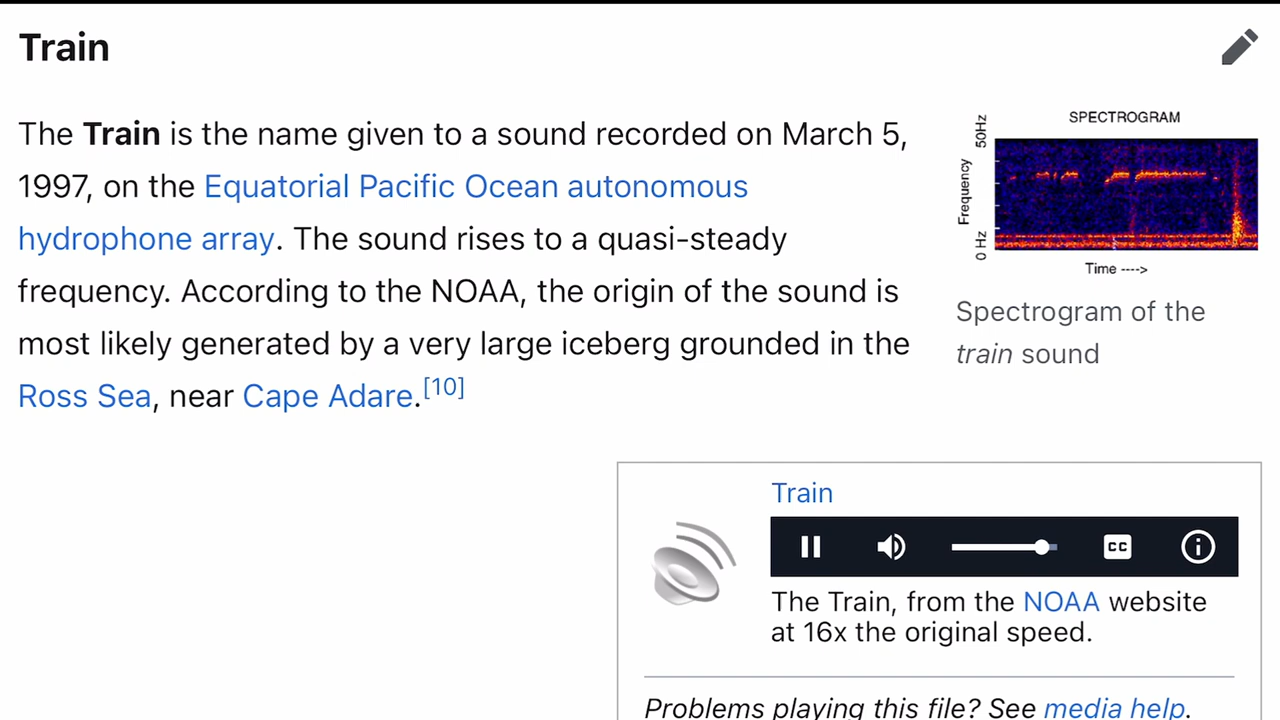 Train
The Train is the name given to a sound recorded on March 5,
1997, on the Equatorial Pacific Ocean autonomous
hydrophone array. The sound rises to a quasi-steady
frequency. According to the NOAA, the origin of the sound is
most likely generated by a very large iceberg grounded in the
Ross Sea, near Cape Adare.[10]
SPECTROGRAM
50Hz
Frequency
0 Hz
Time ---->
Spectrogram of the
train sound
Train
CC
The Train, from the NOAA website
at 16x the original speed.
Problems playing this file? See media help.